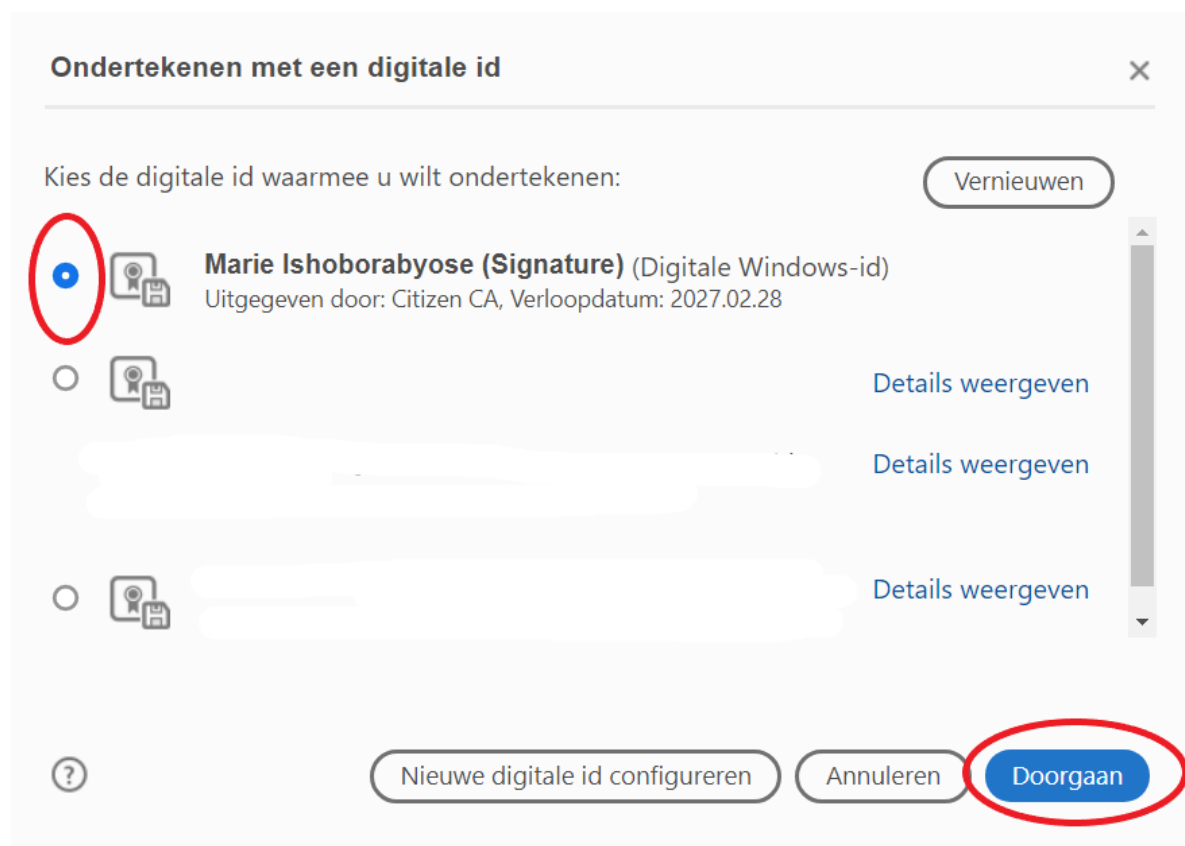 Ondertekenen met een digitale id
Kies de digitale id waarmee u wilt ondertekenen:
Vernieuwen
Marie Ishoborabyose (Signature) (Digitale Windows-id)
Uitgegeven door: Citizen CA, Verloopdatum: 2027.02.28
Details weergeven
Details weergeven
Details weergeven
?
Nieuwe digitale id configureren
Annuleren
Doorgaan